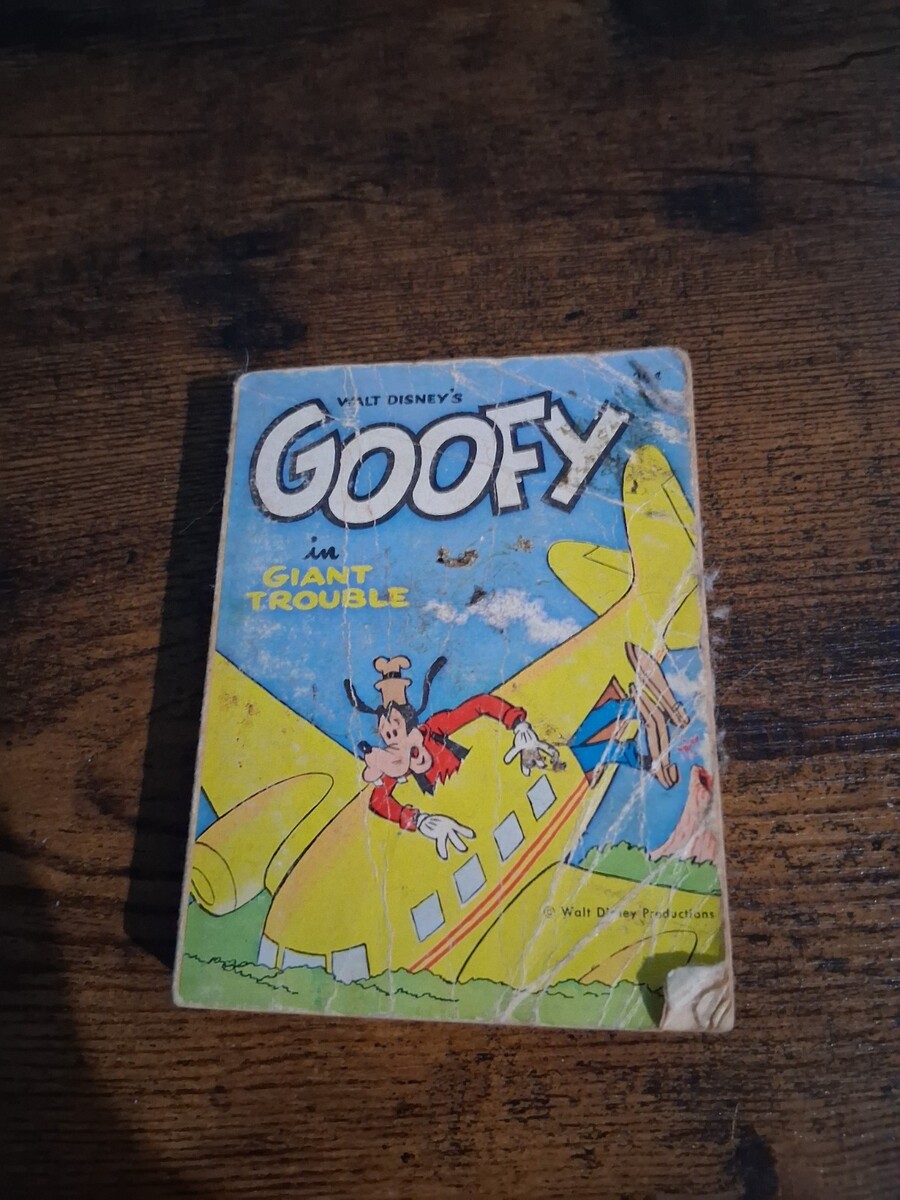 WALT DISNEY'S
GOOFY
in
GIANT
TROUBLE
© Walt Disney Productions